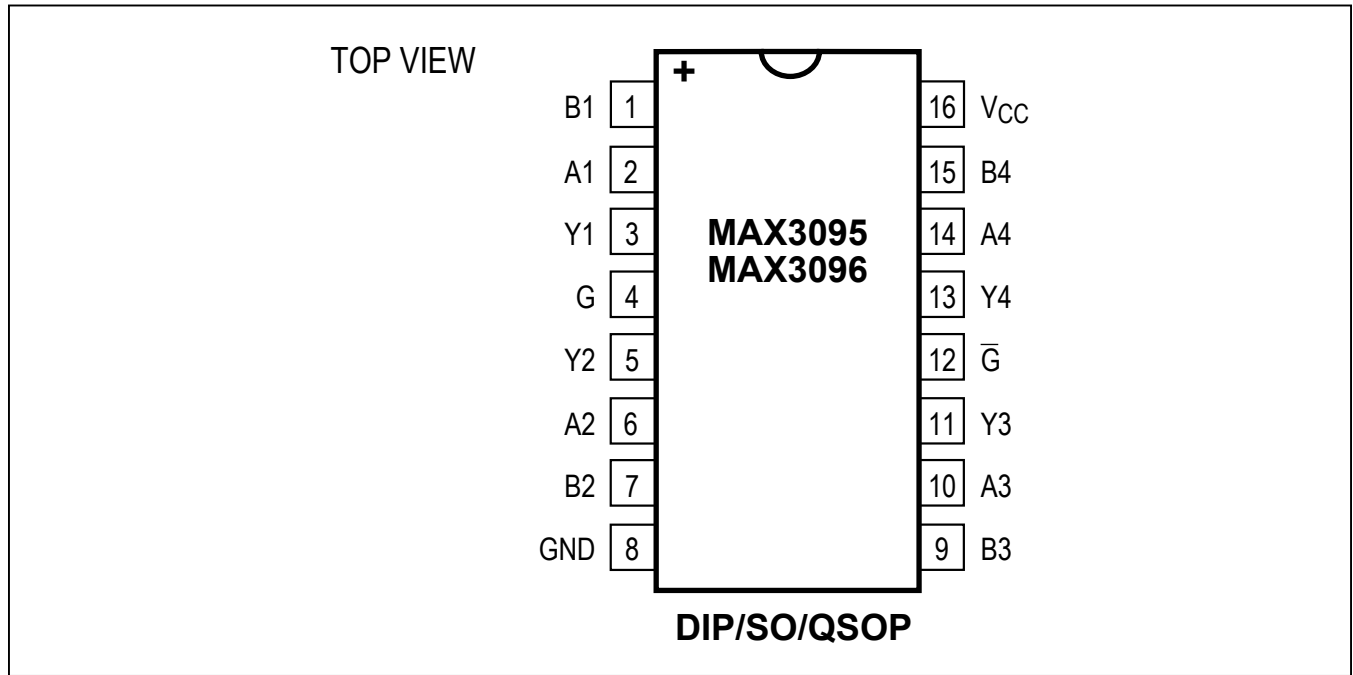 TOP VIEW
+
B1 1 16 VCC
A1 2 15 B4
Y1 3 14 A4
MAX3095
MAX3096
G 4 13 Y4
Y2 5 12 G̅
A2 6 11 Y3
B2 7 10 A3
GND 8 9 B3
DIP/SO/QSOP